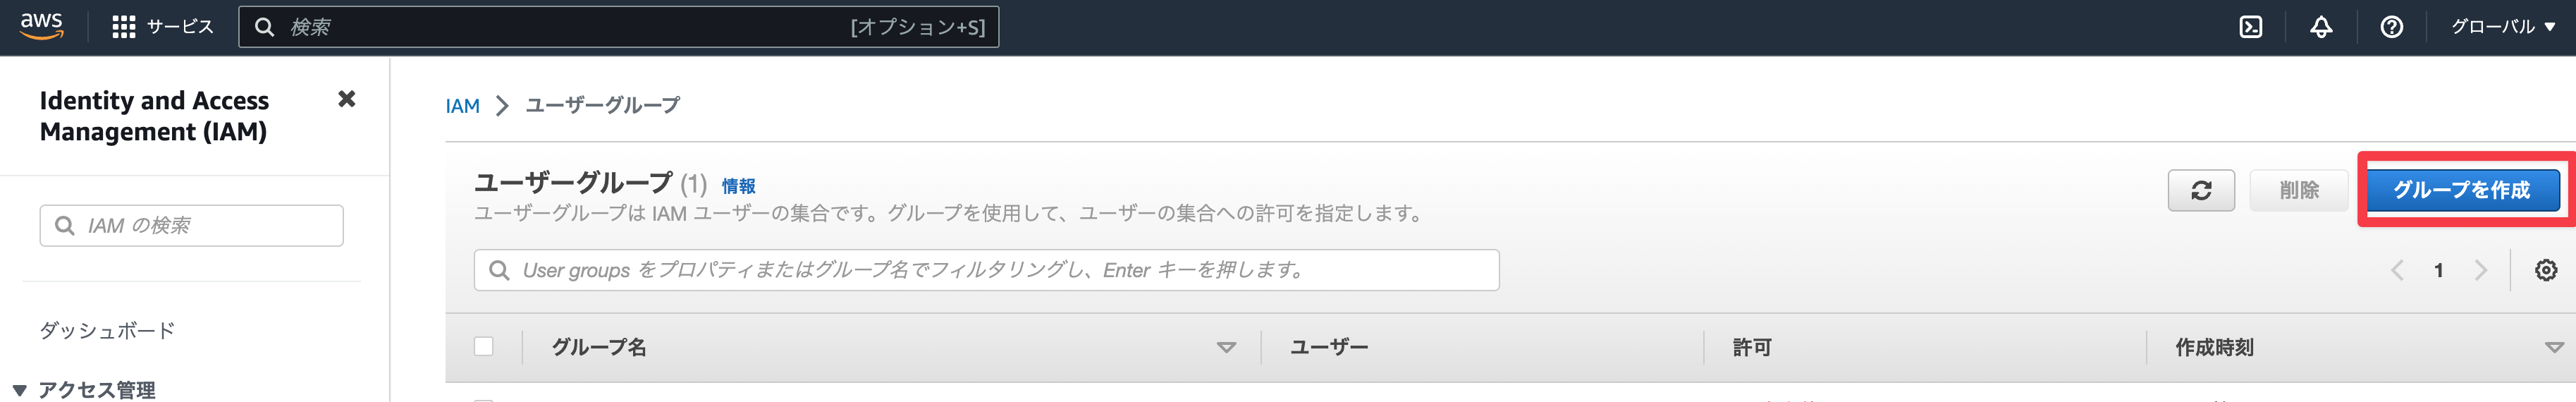 aws
サービス
検索
[オプション+S]
グローバル
Identity and Access
Management (IAM)
IAM の検索
ダッシュボード
アクセス管理
IAM
ユーザーグループ
ユーザーグループ (1) 情報
ユーザーグループは IAM ユーザーの集合です。グループを使用して、ユーザーの集合への許可を指定します。
削除
グループを作成
User groups をプロパティまたはグループ名でフィルタリングし、Enter キーを押します。
1
グループ名
ユーザー
許可
作成時刻